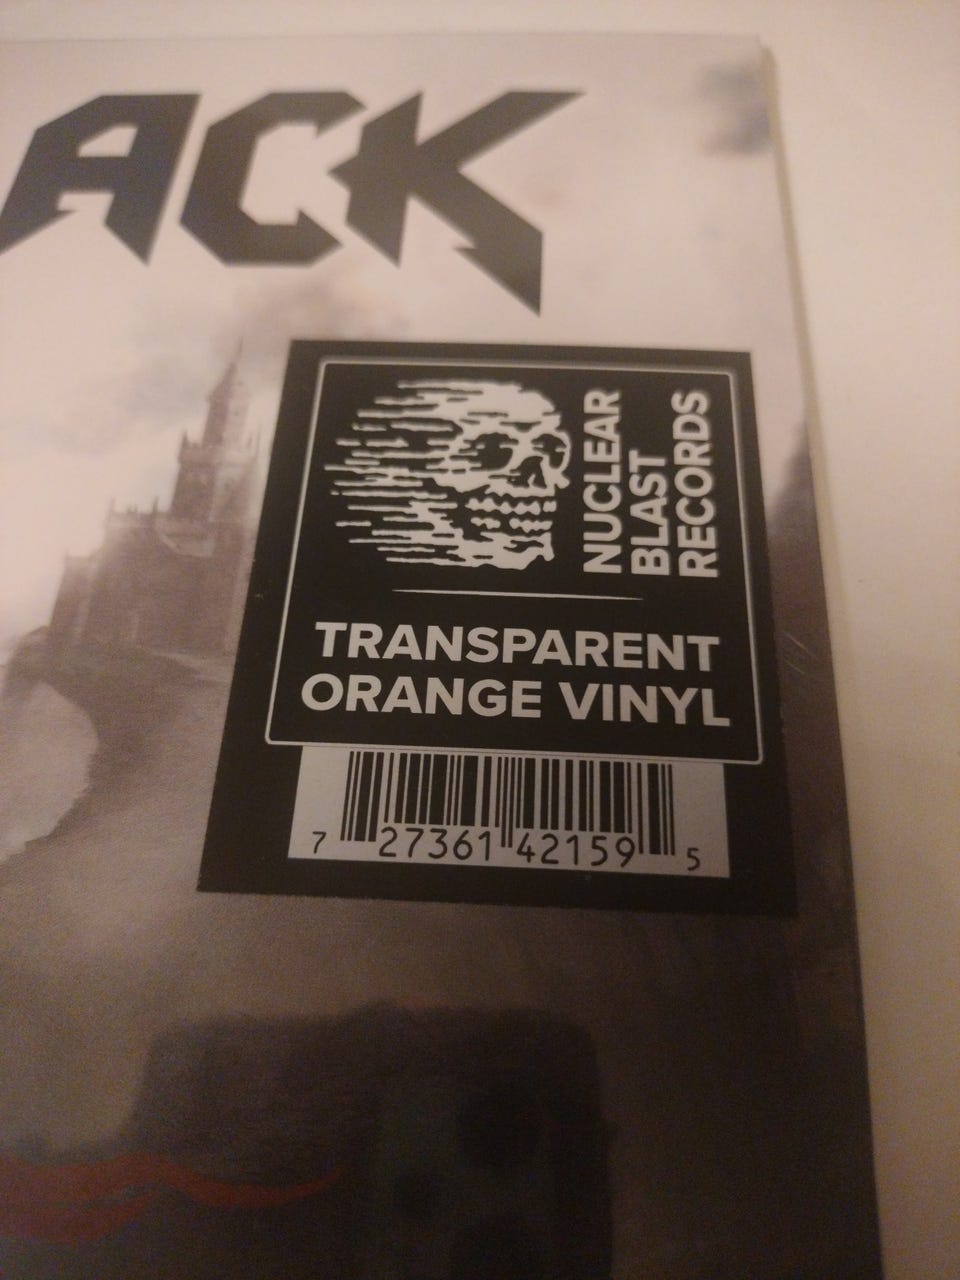 ACK
NUCLEAR
BLAST
RECORDS
TRANSPARENT
ORANGE VINYL
7 27361 42159 5